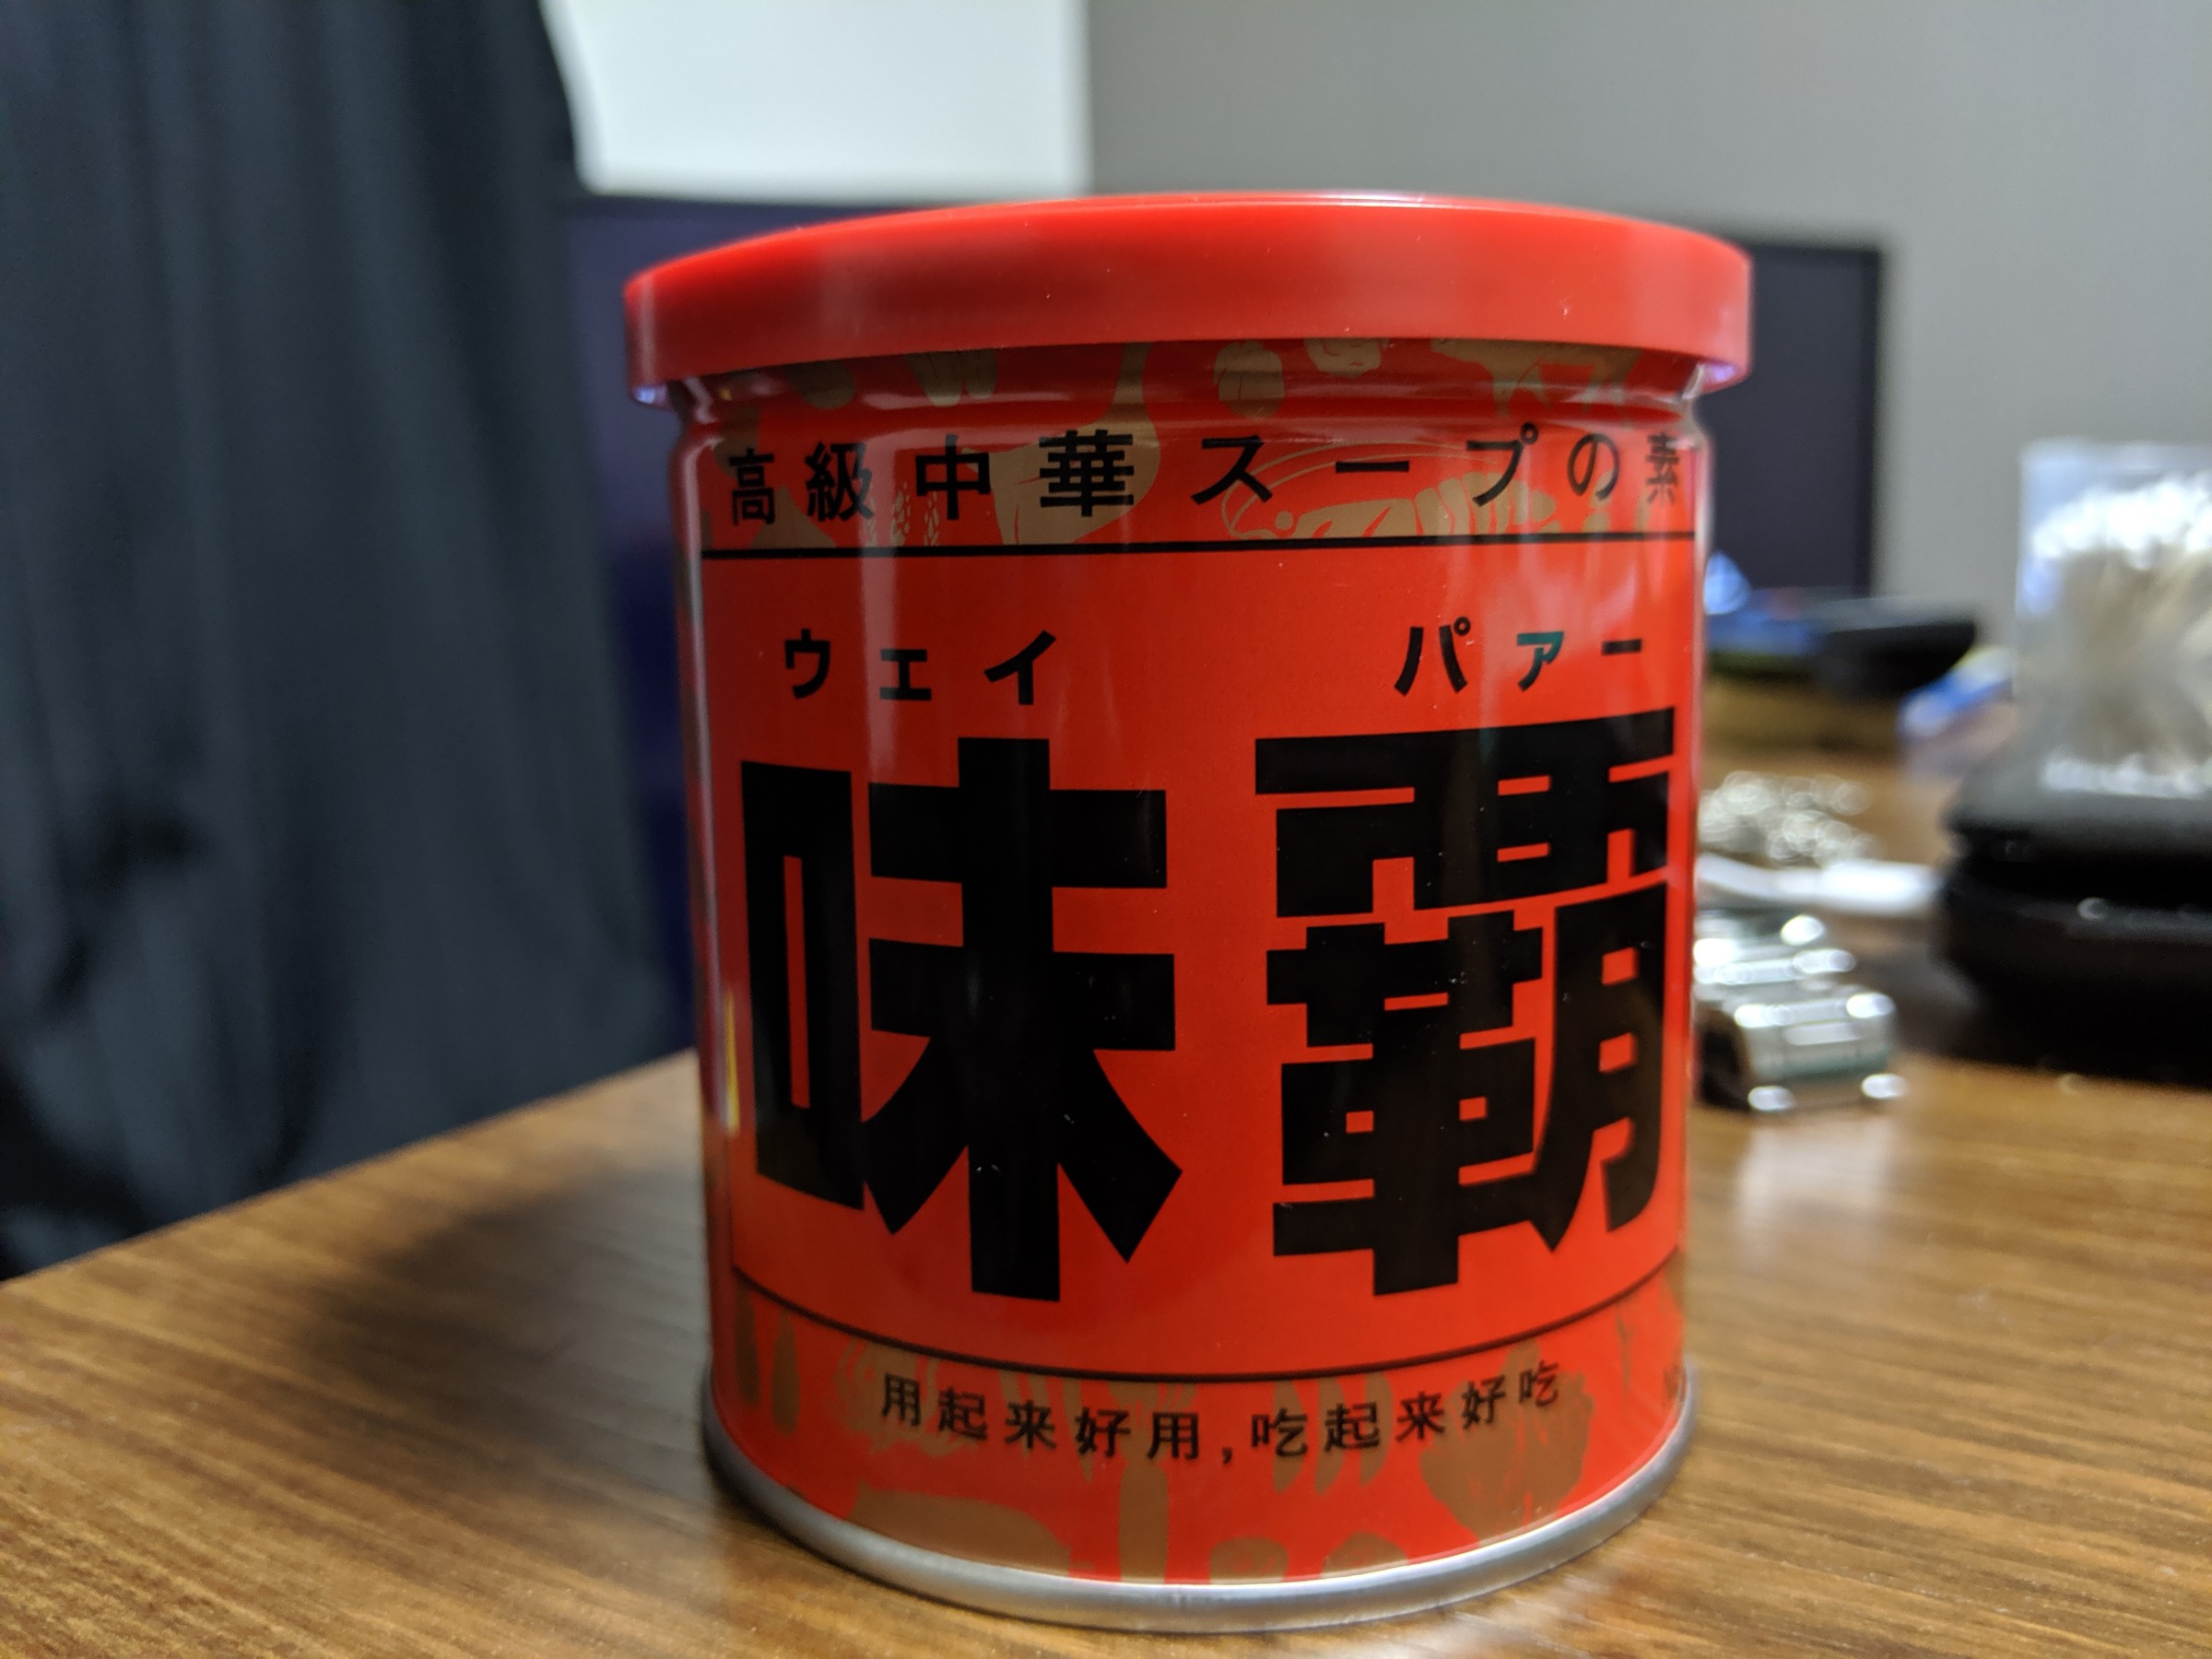 高級中華スープの素
ウェイ パァー
味覇
用起来好用,吃起来好吃